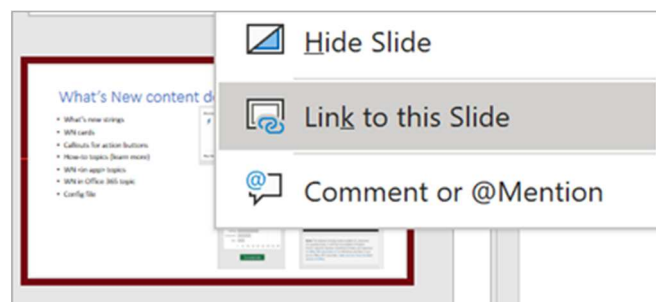 Hide Slide
What's New content d
• What's new strings
• WN cards
• Callouts for action buttons
• How-to topics (learn more)
• WN <in app> topics
• WN in Office 365 topic
• Config file
Link to this Slide
Comment or @Mention